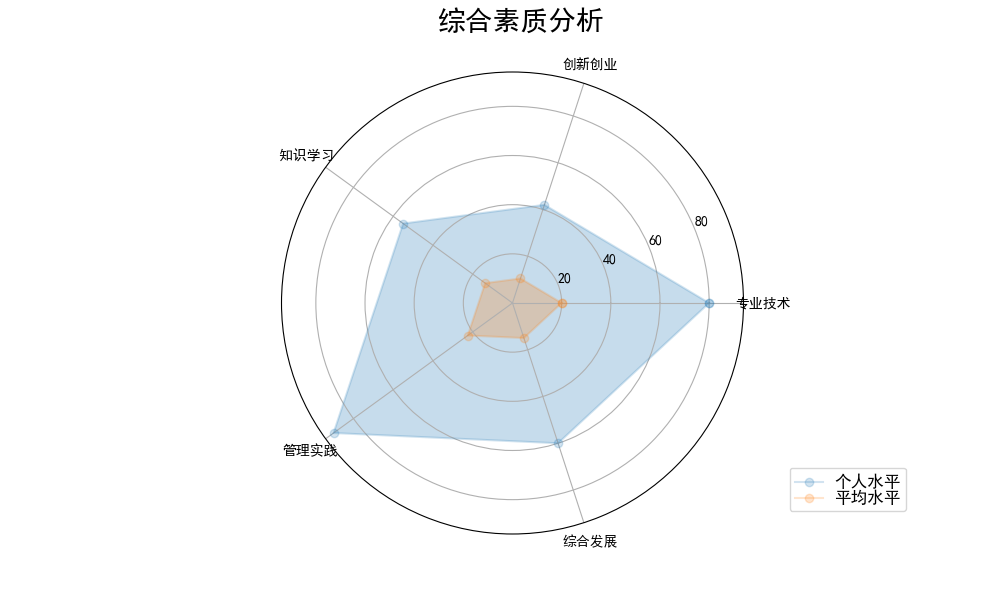 综合素质分析
创新创业
知识学习
80
60
40
20
专业技术
管理实践
综合发展
个人水平
平均水平